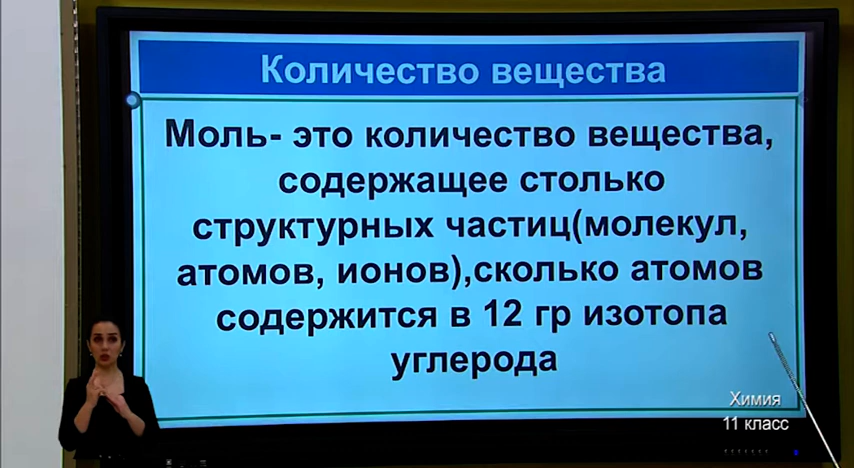 Количество вещества
Моль- это количество вещества,
содержащее столько
структурных частиц(молекул,
атомов, ионов),сколько атомов
содержится в 12 гр изотопа
углерода
Химия
11 класс